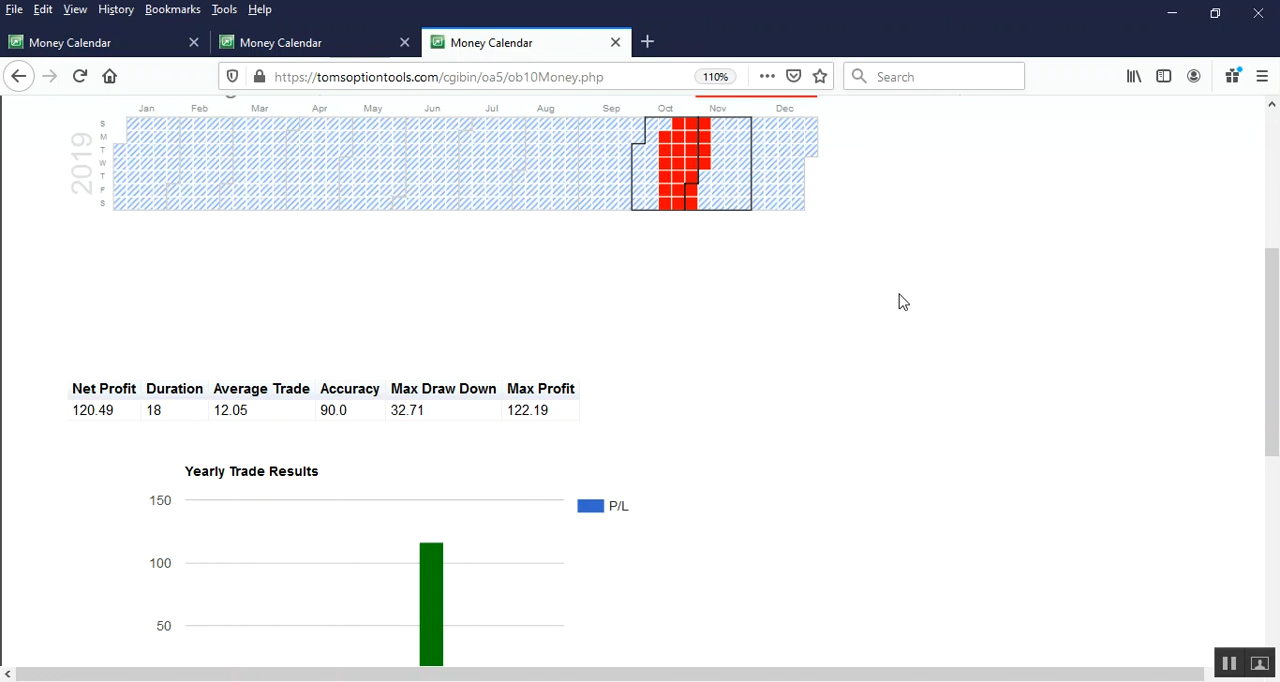 File Edit View History Bookmarks Tools Help
Money Calendar Money Calendar Money Calendar
https://tomsoptiontools.com/cgibin/oa5/ob10Money.php 110% Search
Jan Feb Mar Apr May Jun Jul Aug Sep Oct Nov Dec
2019
S
M
T
W
T
F
S
Net Profit Duration Average Trade Accuracy Max Draw Down Max Profit
120.49 18 12.05 90.0 32.71 122.19
Yearly Trade Results
150
P/L
100
50